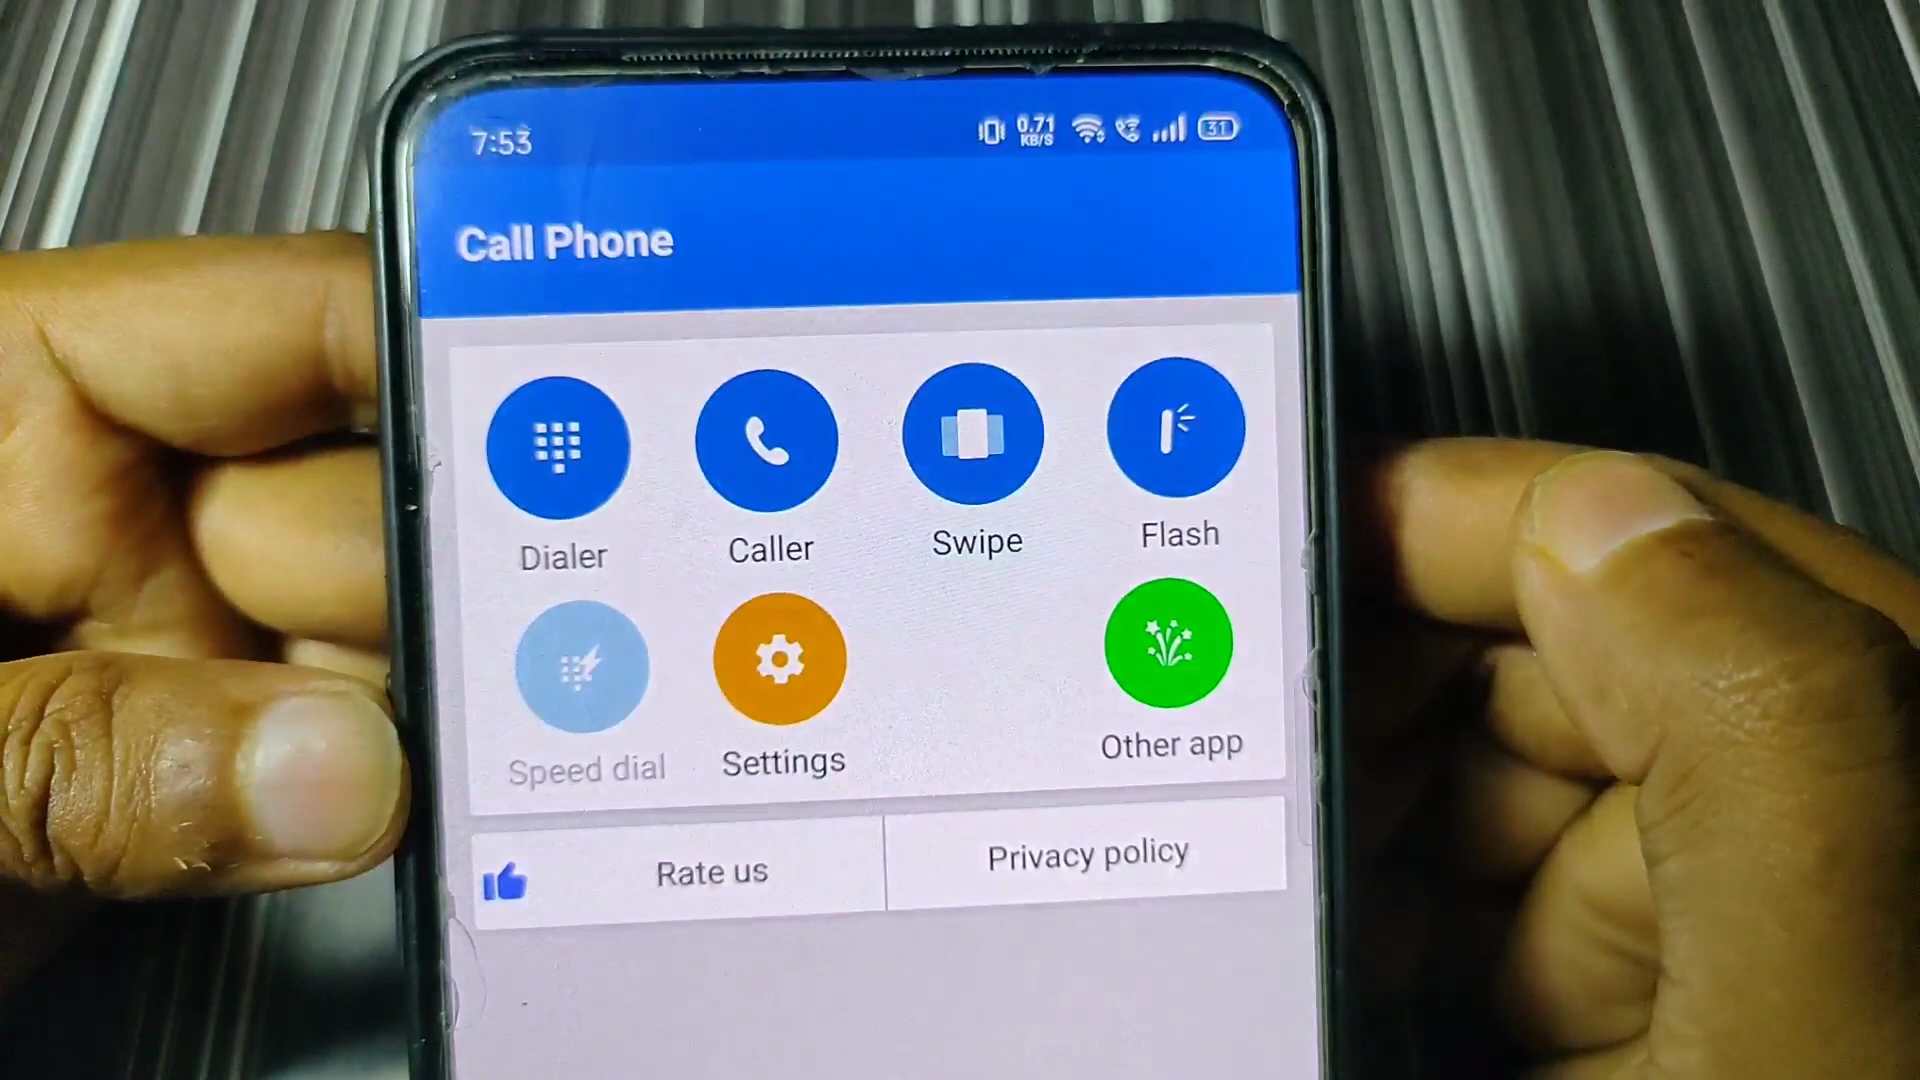 7:53
0.71
KB/S
31
Call Phone
Dialer
Caller
Swipe
Flash
Speed dial
Settings
Other app
Rate us
Privacy policy